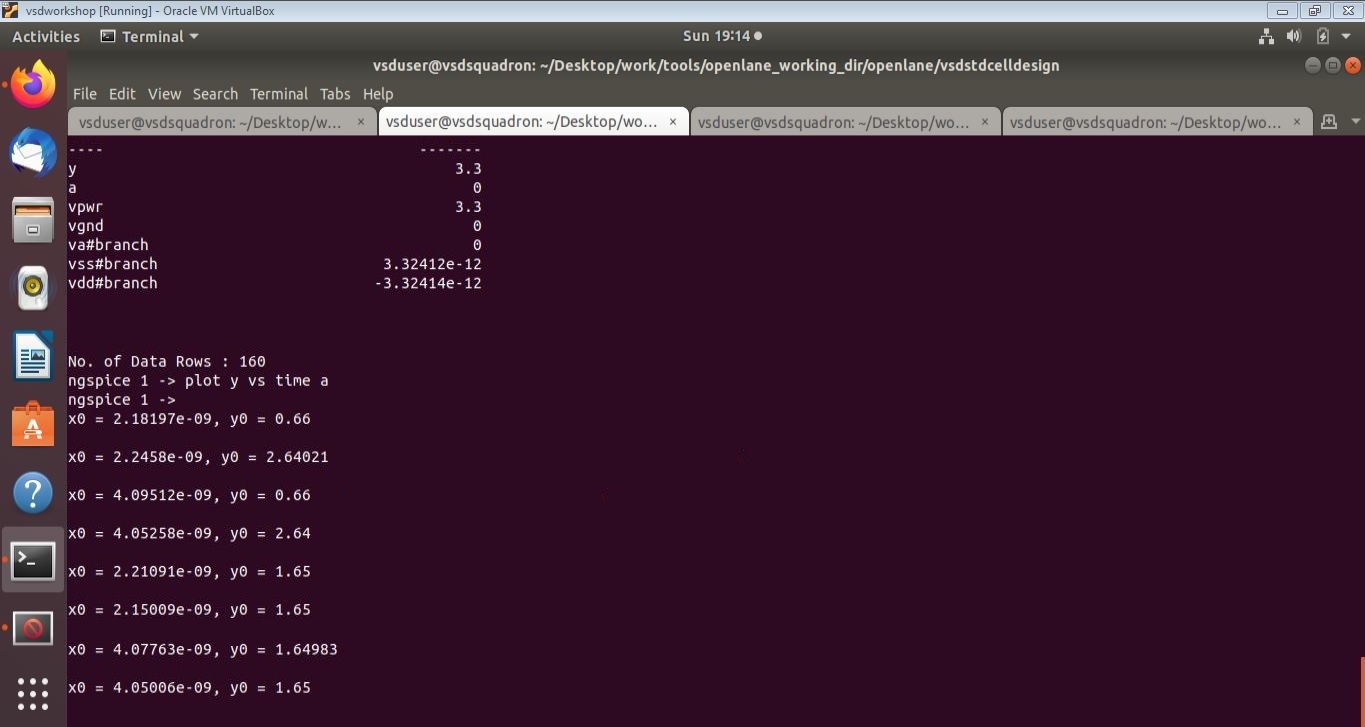 vsdworkshop [Running] - Oracle VM VirtualBox
Activities Terminal Sun 19:14
vsduser@vsdsquadron: ~/Desktop/work/tools/openlane_working_dir/openlane/vsdstdcelldesign
File Edit View Search Terminal Tabs Help
vsduser@vsdsquadron: ~/Desktop/w... × vsduser@vsdsquadron: ~/Desktop/wo... × vsduser@vsdsquadron: ~/Desktop/wo... × vsduser@vsdsquadron: ~/Desktop/wo... ×
---- -------
y 3.3
a 0
vpwr 3.3
vgnd 0
va#branch 0
vss#branch 3.32412e-12
vdd#branch -3.32414e-12
No. of Data Rows : 160
ngspice 1 -> plot y vs time a
ngspice 1 ->
x0 = 2.18197e-09, y0 = 0.66
x0 = 2.2458e-09, y0 = 2.64021
x0 = 4.09512e-09, y0 = 0.66
x0 = 4.05258e-09, y0 = 2.64
x0 = 2.21091e-09, y0 = 1.65
x0 = 2.15009e-09, y0 = 1.65
x0 = 4.07763e-09, y0 = 1.64983
x0 = 4.05006e-09, y0 = 1.65